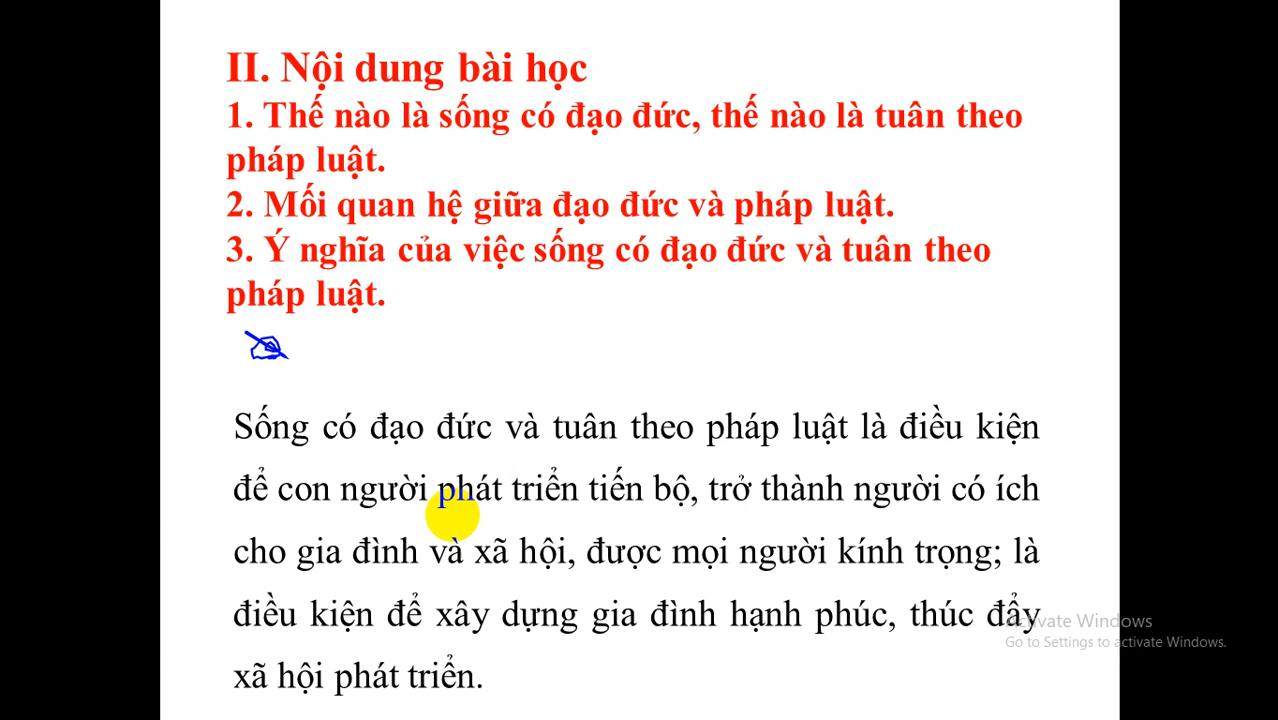 II. Nội dung bài học
1. Thế nào là sống có đạo đức, thế nào là tuân theo
pháp luật.
2. Mối quan hệ giữa đạo đức và pháp luật.
3. Ý nghĩa của việc sống có đạo đức và tuân theo
pháp luật.
Sống có đạo đức và tuân theo pháp luật là điều kiện
để con người phát triển tiến bộ, trở thành người có ích
cho gia đình và xã hội, được mọi người kính trọng; là
điều kiện để xây dựng gia đình hạnh phúc, thúc đẩy
Activate Windows
Go to Settings to activate Windows.
xã hội phát triển.